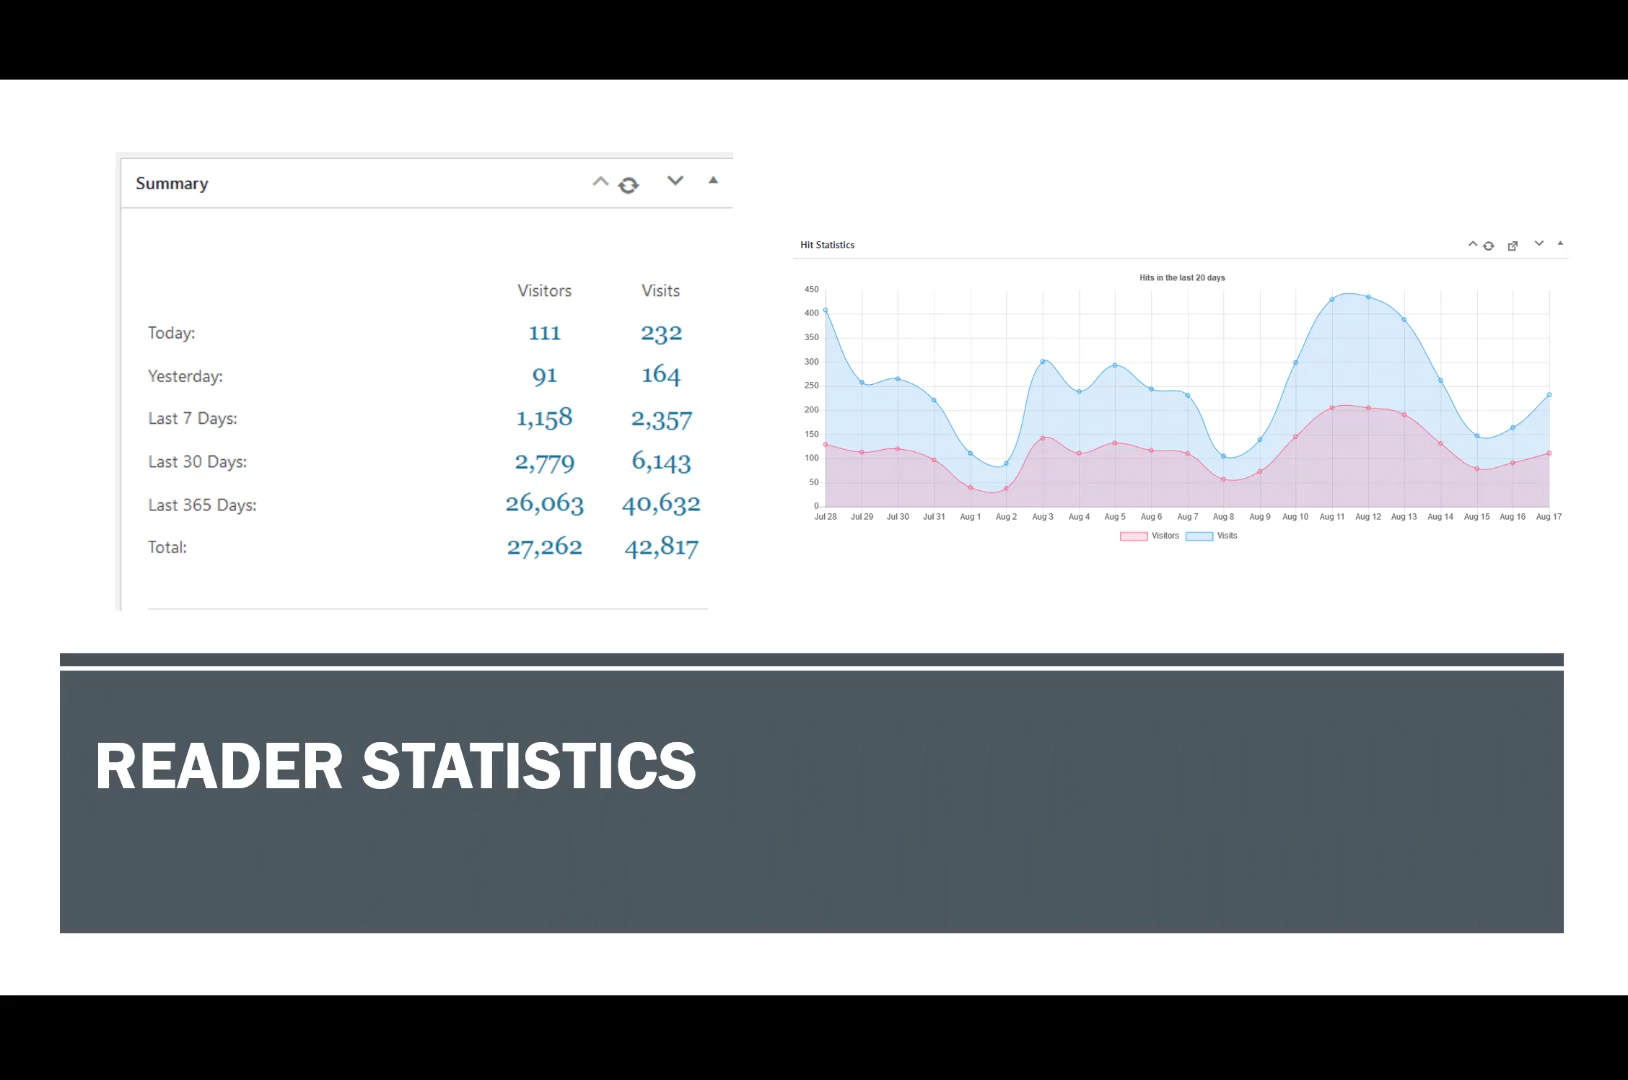 Summary
Visitors Visits
Today: 111 232
Yesterday: 91 164
Last 7 Days: 1,158 2,357
Last 30 Days: 2,779 6,143
Last 365 Days: 26,063 40,632
Total: 27,262 42,817
Hit Statistics
Hits in the last 20 days
450
400
350
300
250
200
150
100
50
0
Jul 28 Jul 29 Jul 30 Jul 31 Aug 1 Aug 2 Aug 3 Aug 4 Aug 5 Aug 6 Aug 7 Aug 8 Aug 9 Aug 10 Aug 11 Aug 12 Aug 13 Aug 14 Aug 15 Aug 16 Aug 17
Visitors Visits
READER STATISTICS